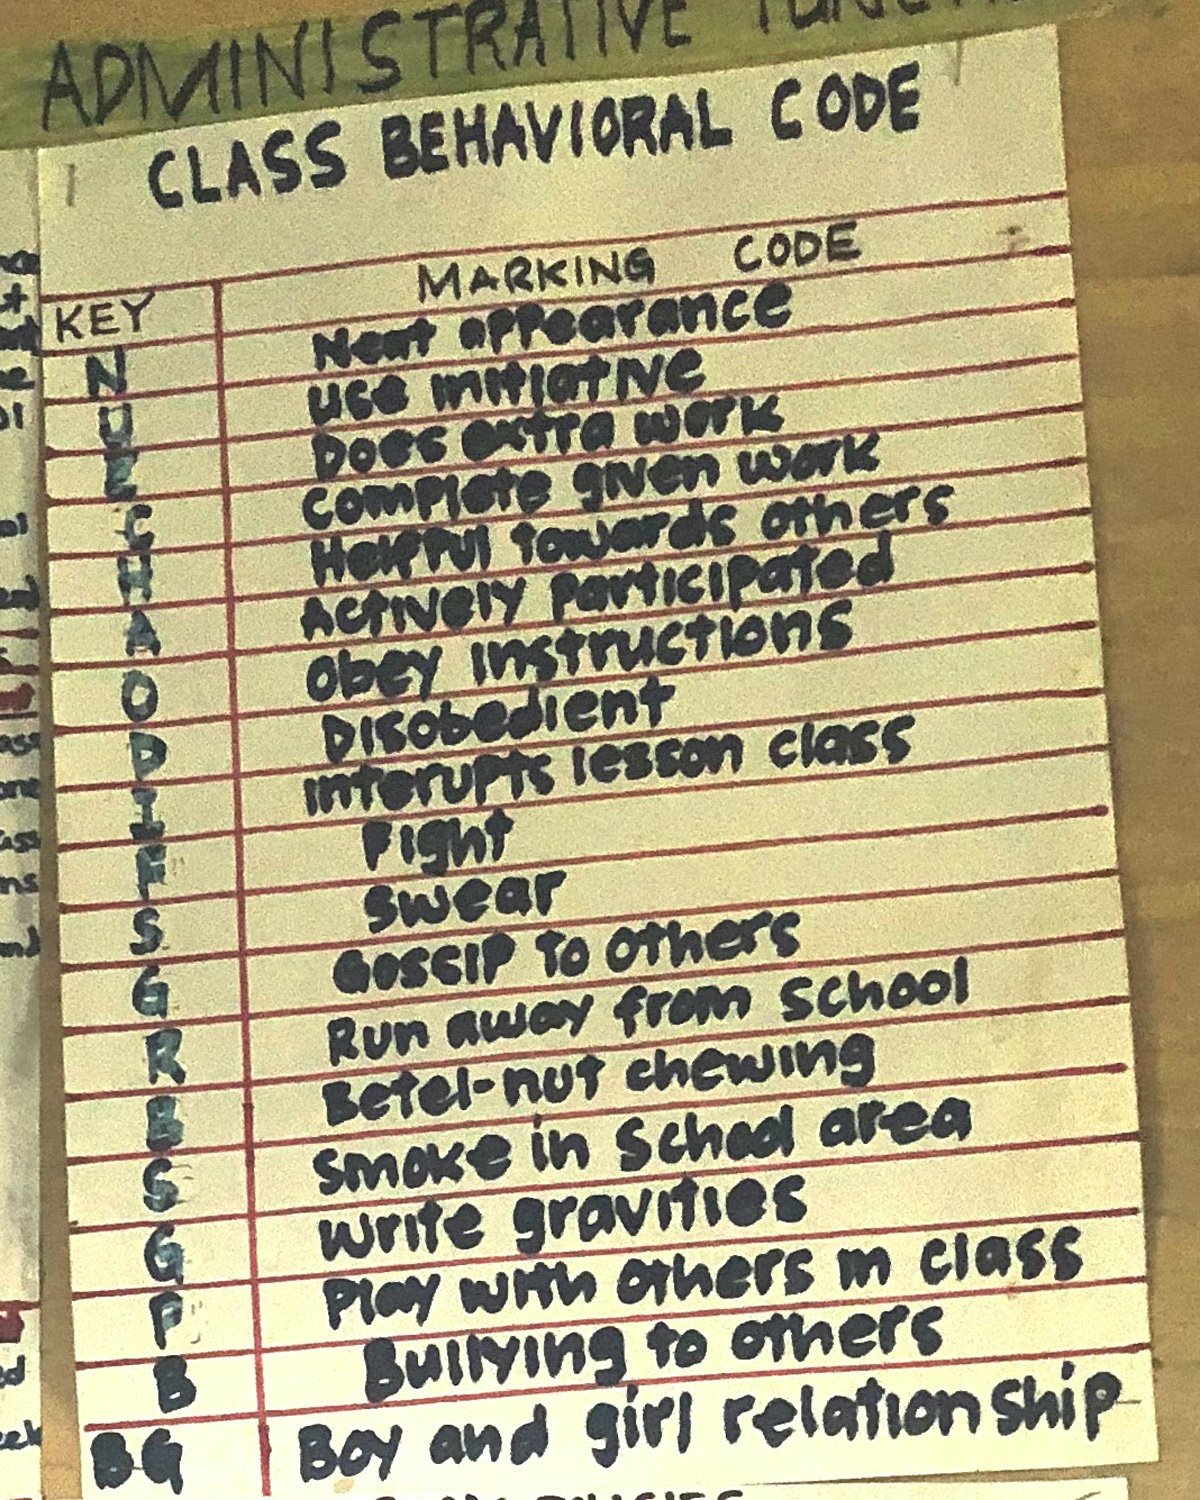 ADMINISTRATIVE
CLASS BEHAVIORAL CODE
KEY MARKING CODE
N Neat appearance
U Use initiative
E Does extra work
C Complete given work
H Helpful towards others
A Actively participated
O Obey instructions
D Disobedient
I Interupts lesson class
F Fight
S Swear
G Gossip to others
R Run away from school
B Betel-nut chewing
S Smoke in school area
G Write gravities
P Play with others in class
B Bullying to others
BG Boy and girl relationship